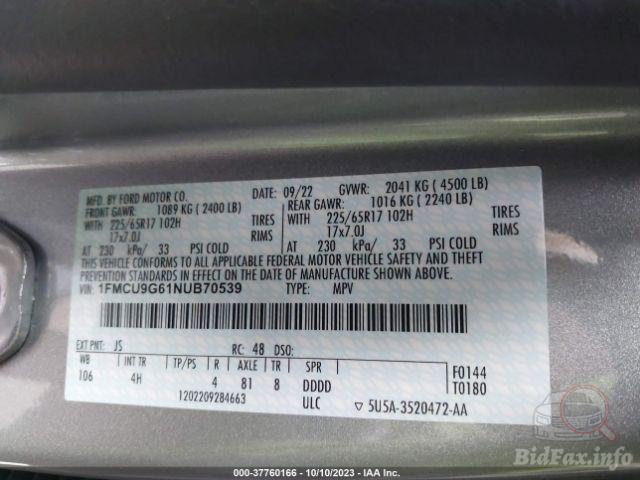 MFD. BY FORD MOTOR CO.
DATE: 09/22 GVWR: 2041 KG ( 4500 LB)
FRONT GAWR: 1089 KG ( 2400 LB) REAR GAWR: 1016 KG ( 2240 LB)
WITH 225/65R17 102H TIRES WITH 225/65R17 102H TIRES
17x7.0J RIMS 17x7.0J RIMS
AT 230 kPa/ 33 PSI COLD AT 230 kPa/ 33 PSI COLD
THIS VEHICLE CONFORMS TO ALL APPLICABLE FEDERAL MOTOR VEHICLE SAFETY AND THEFT
PREVENTION STANDARDS IN EFFECT ON THE DATE OF MANUFACTURE SHOWN ABOVE.
VIN: 1FMCU9G61NUB70539 TYPE: MPV
EXT PNT: JS RC: 48 DSO:
WB INT TR TP/PS R AXLE TR SPR F0144
106 4H 4 81 8 DDDD T0180
1202209284663 ULC ▽ 5U5A-3520472-AA
BidFax.info
000-37760166 - 10/10/2023 - IAA Inc.